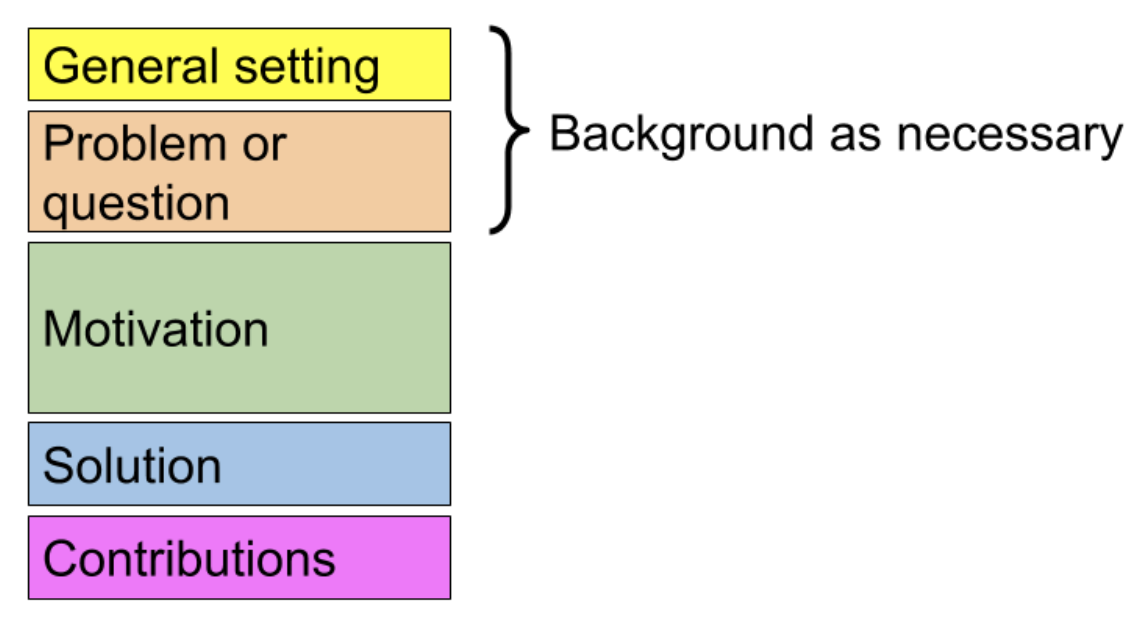 General setting
Problem or
question
Background as necessary
Motivation
Solution
Contributions